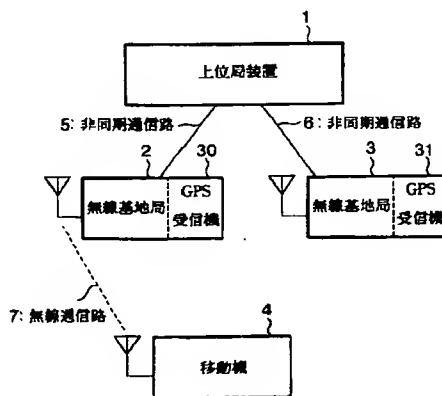 1
上位局装置
5: 非同期通信路
6: 非同期通信路
2
30
無線基地局
GPS
受信機
3
31
無線基地局
GPS
受信機
7: 無線通信路
4
移動機